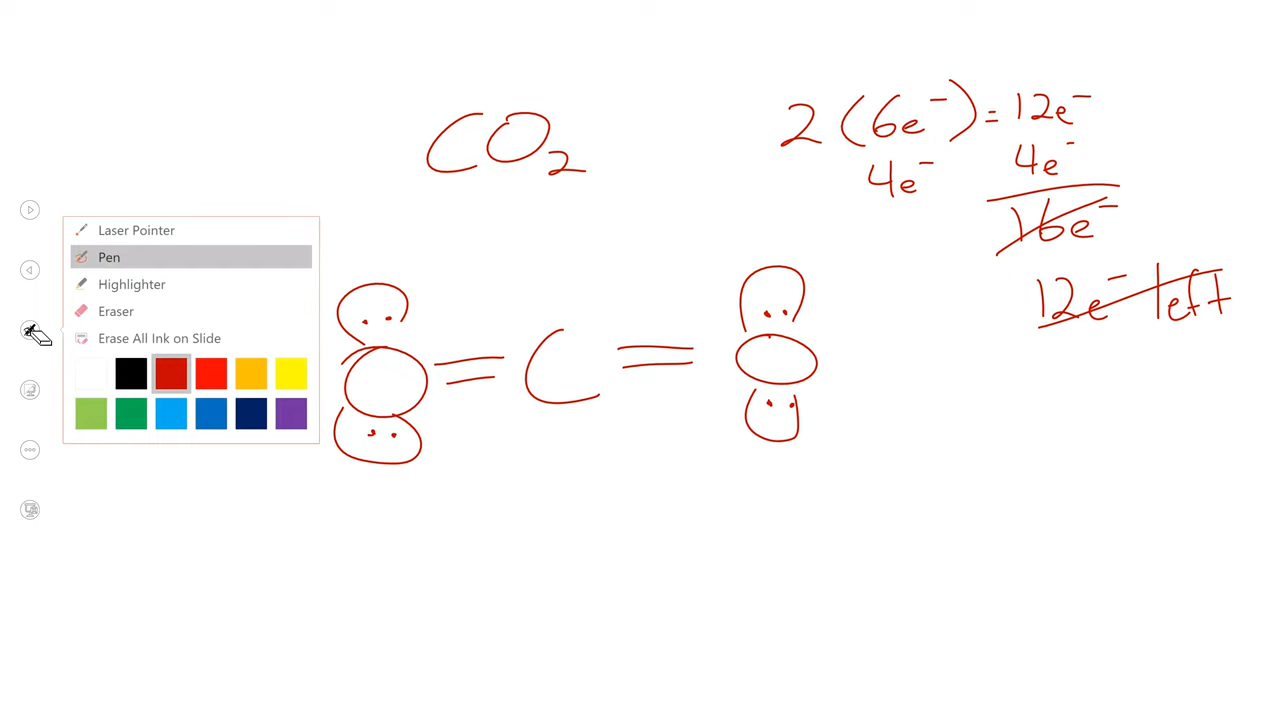 CO₂
2 (6e⁻) = 12e⁻
4e⁻ 4e⁻
16e⁻
12e⁻ left
Laser Pointer
Pen
Highlighter
Eraser
Erase All Ink on Slide
O = C = O